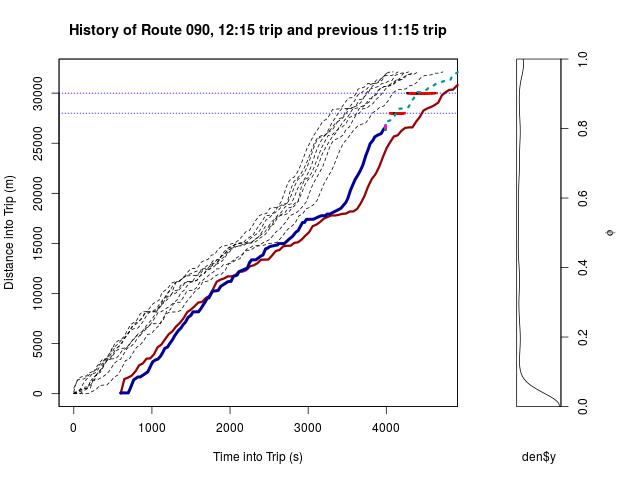 History of Route 090, 12:15 trip and previous 11:15 trip
Distance Into Trip (m)
30000
25000
20000
15000
10000
5000
0
0 1000 2000 3000 4000
Time into Trip (s)
1.0
0.8
0.6
0.4
0.2
0.0
ϕ
den$y